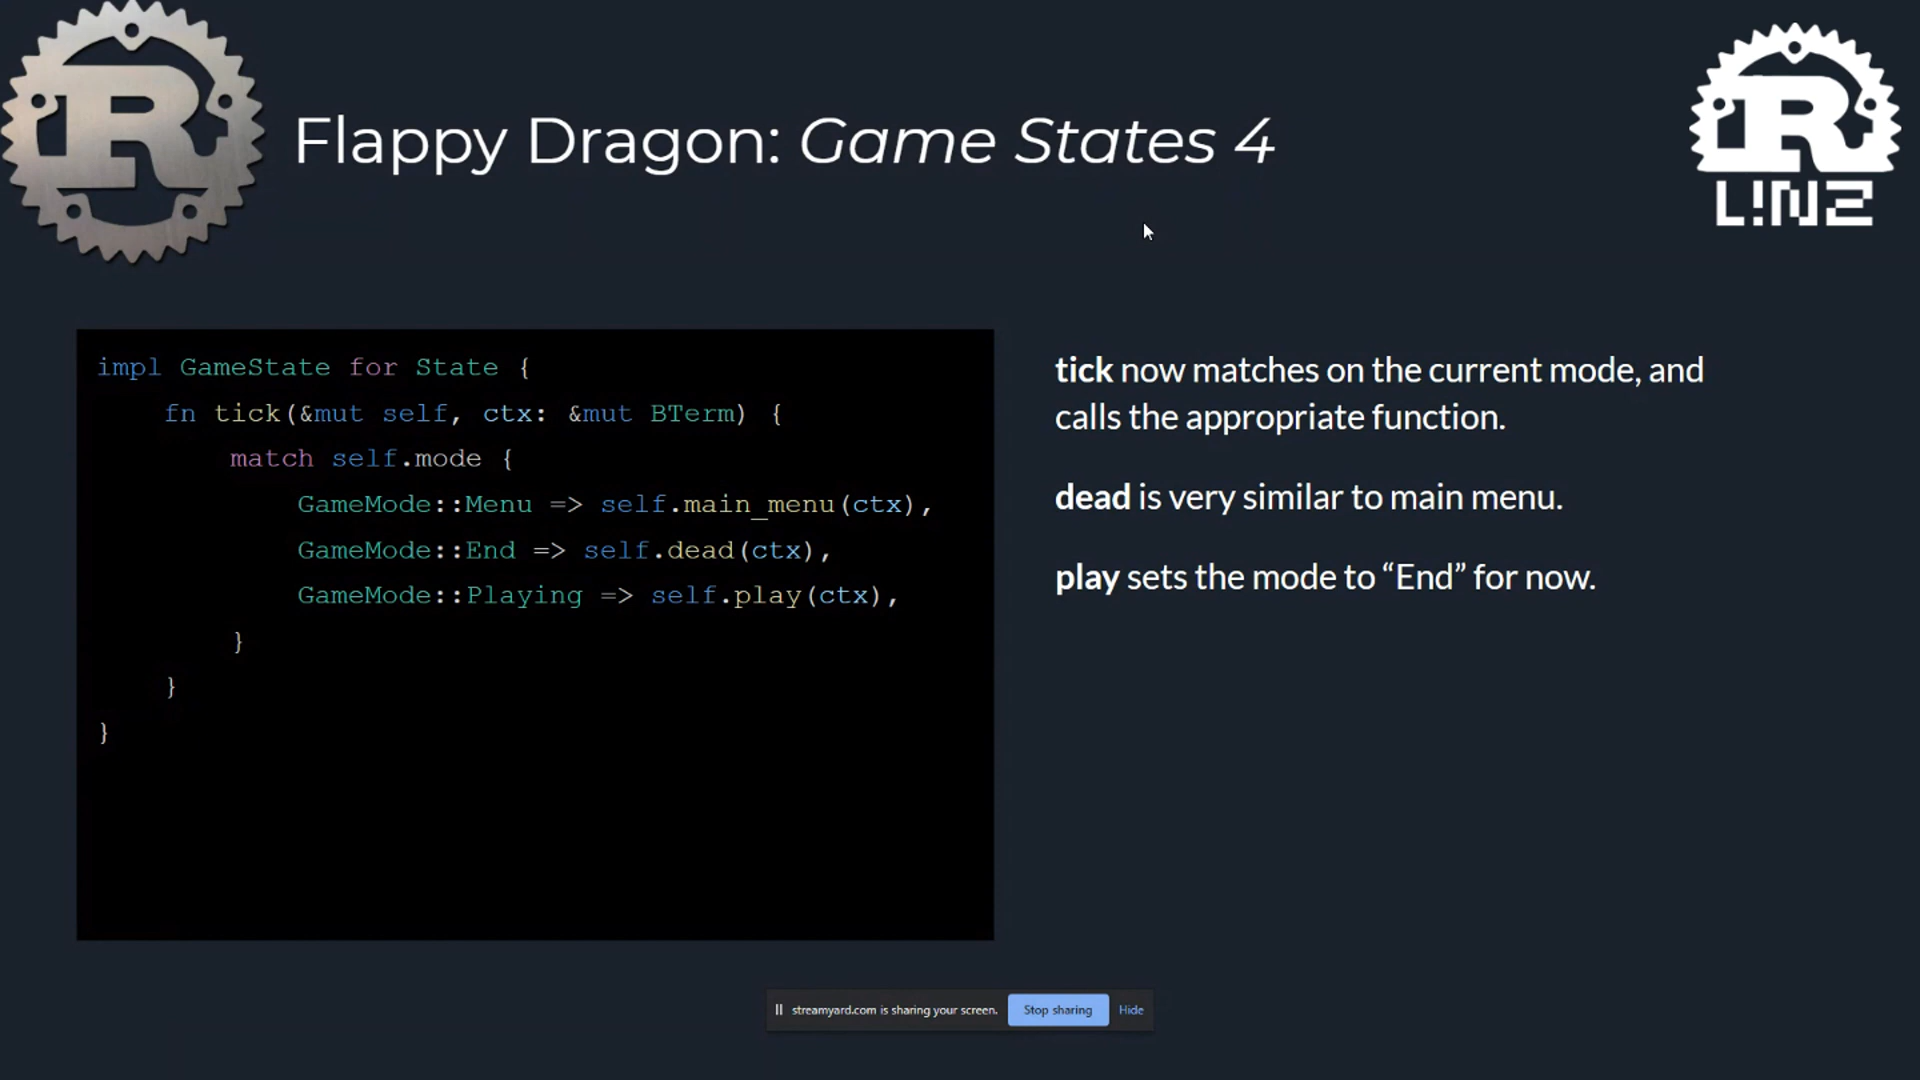 Flappy Dragon: Game States 4
R
R
L!NZ
impl GameState for State {
    fn tick(&mut self, ctx: &mut BTerm) {
        match self.mode {
            GameMode::Menu => self.main_menu(ctx),
            GameMode::End => self.dead(ctx),
            GameMode::Playing => self.play(ctx),
        }
    }
}
tick now matches on the current mode, and
calls the appropriate function.
dead is very similar to main menu.
play sets the mode to “End” for now.
streamyard.com is sharing your screen.
Stop sharing
Hide